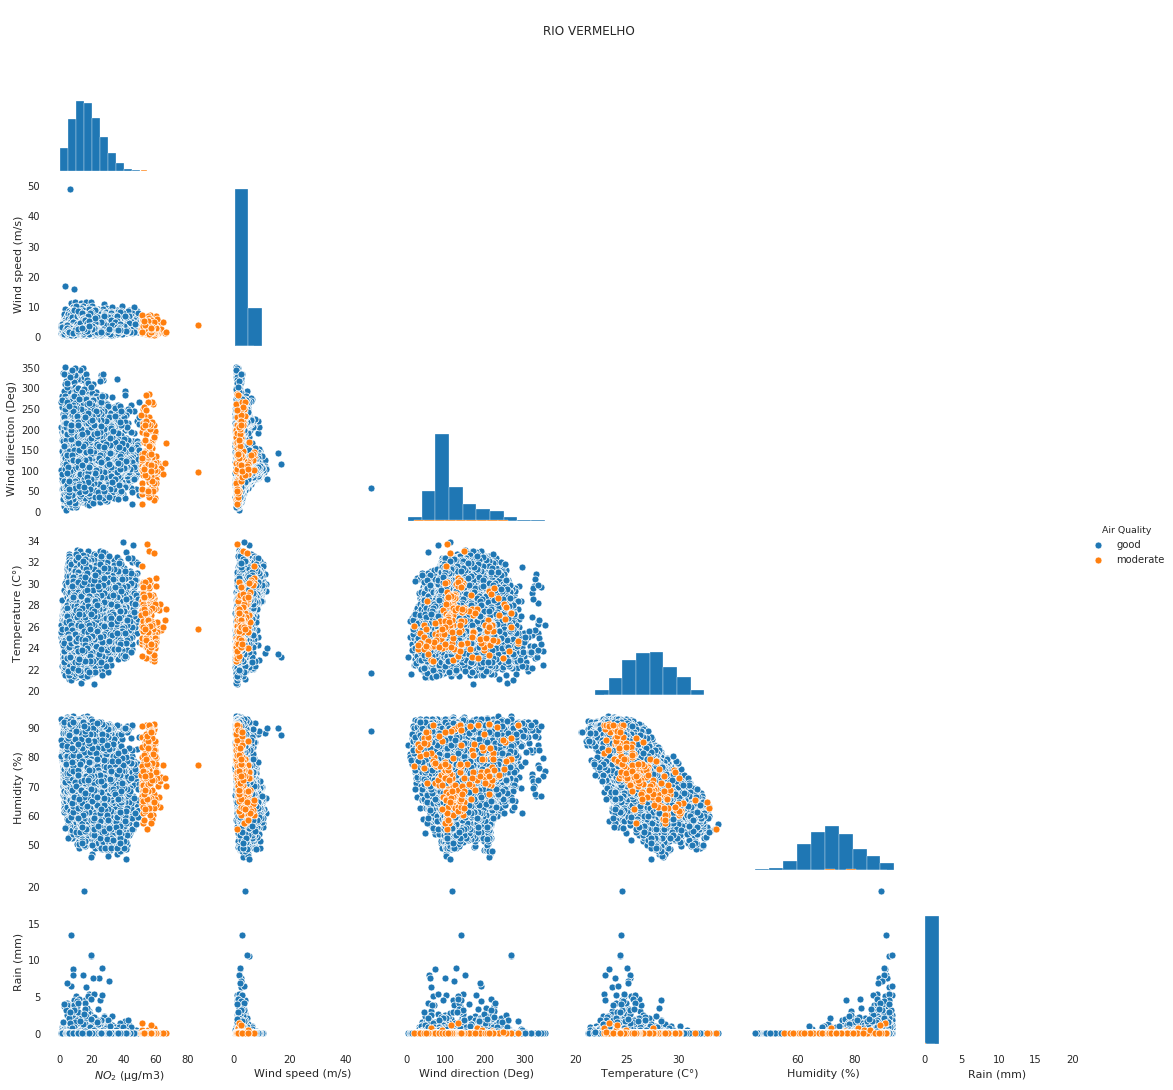 RIO VERMELHO
50
40
30
20
10
0
Wind speed (m/s)
350
300
250
200
150
100
50
0
Wind direction (Deg)
34
32
30
28
26
24
22
20
Temperature (C°)
90
80
70
60
50
Humidity (%)
20
15
10
5
0
Rain (mm)
Air Quality
good
moderate
0 20 40 60 80
0 20 40
0 100 200 300
20 25 30
60 80
0 5 10 15 20
NO₂ (µg/m3)
Wind speed (m/s)
Wind direction (Deg)
Temperature (C°)
Humidity (%)
Rain (mm)